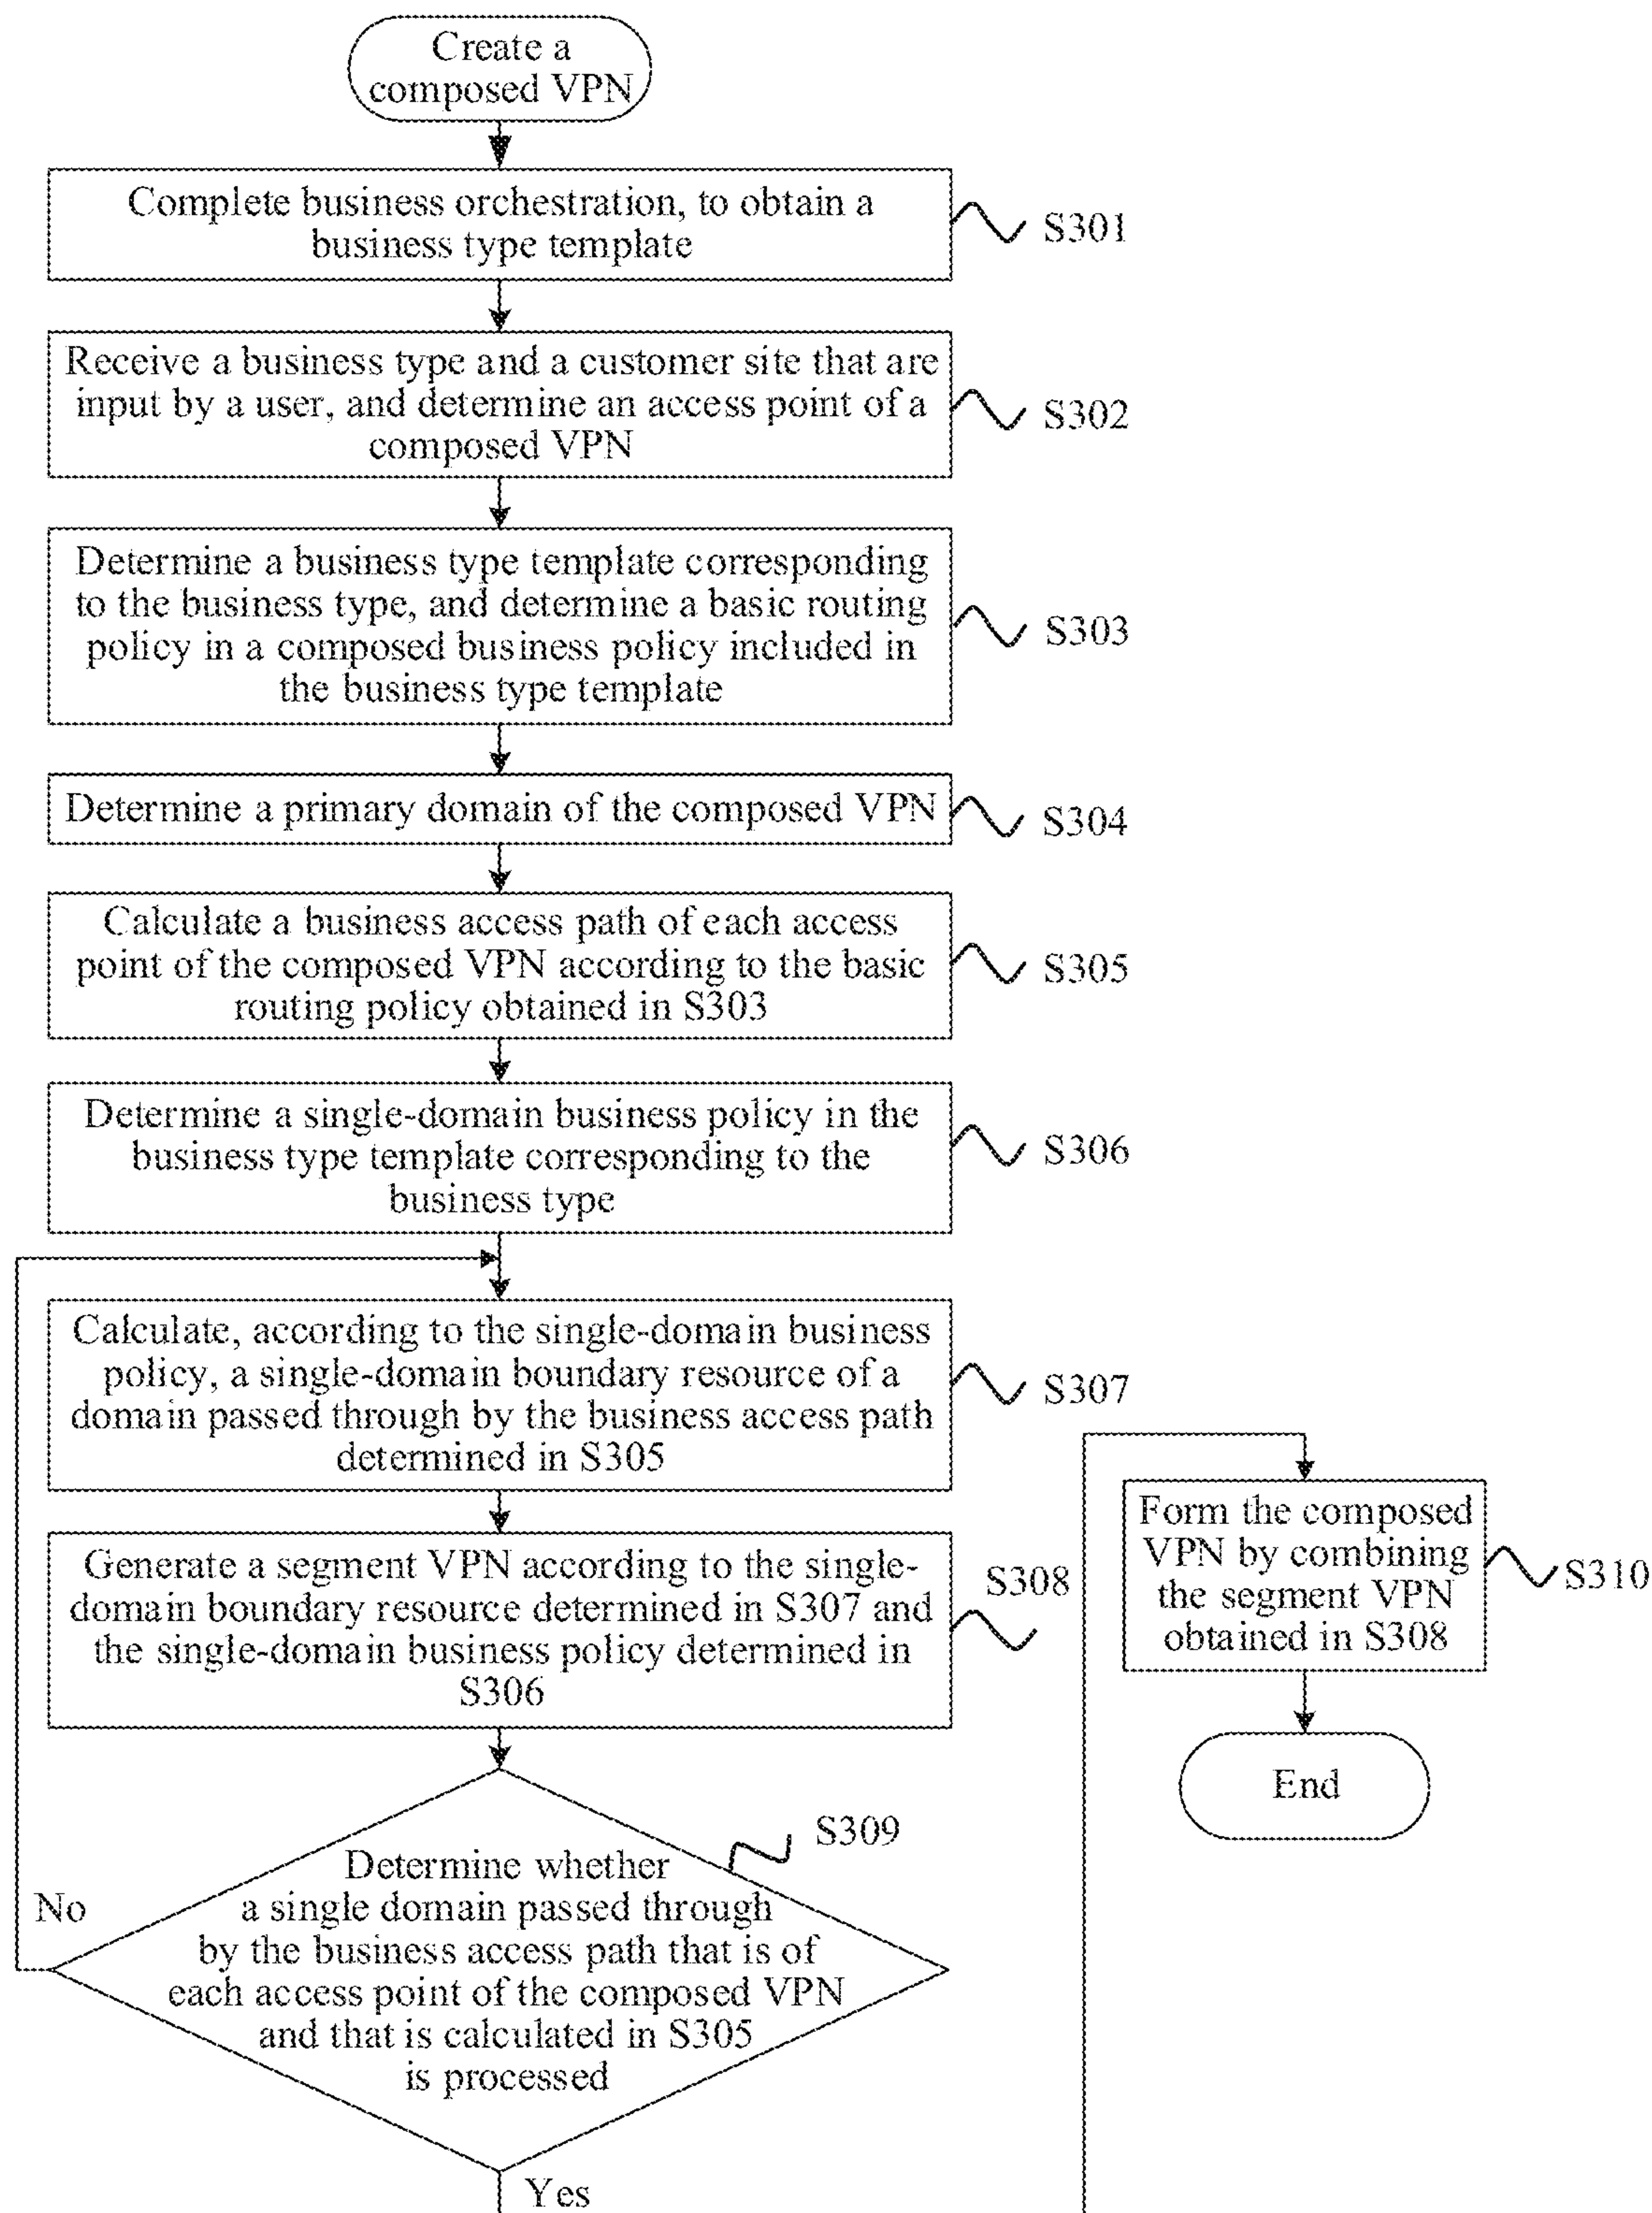 Create a
composed VPN
Complete business orchestration, to obtain a
business type template
S301
Receive a business type and a customer site that are
input by a user, and determine an access point of a
composed VPN
S302
Determine a business type template corresponding
to the business type, and determine a basic routing
policy in a composed business policy included in
the business type template
S303
Determine a primary domain of the composed VPN
S304
Calculate a business access path of each access
point of the composed VPN according to the basic
routing policy obtained in S303
S305
Determine a single-domain business policy in the
business type template corresponding to the
business type
S306
Calculate, according to the single-domain business
policy, a single-domain boundary resource of a
domain passed through by the business access path
determined in S305
S307
Generate a segment VPN according to the single-
domain boundary resource determined in S307 and
the single-domain business policy determined in
S306
S308
Determine whether
a single domain passed through
by the business access path that is of
each access point of the composed VPN
and that is calculated in S305
is processed
S309
No
Yes
Form the composed
VPN by combining
the segment VPN
obtained in S308
S310
End